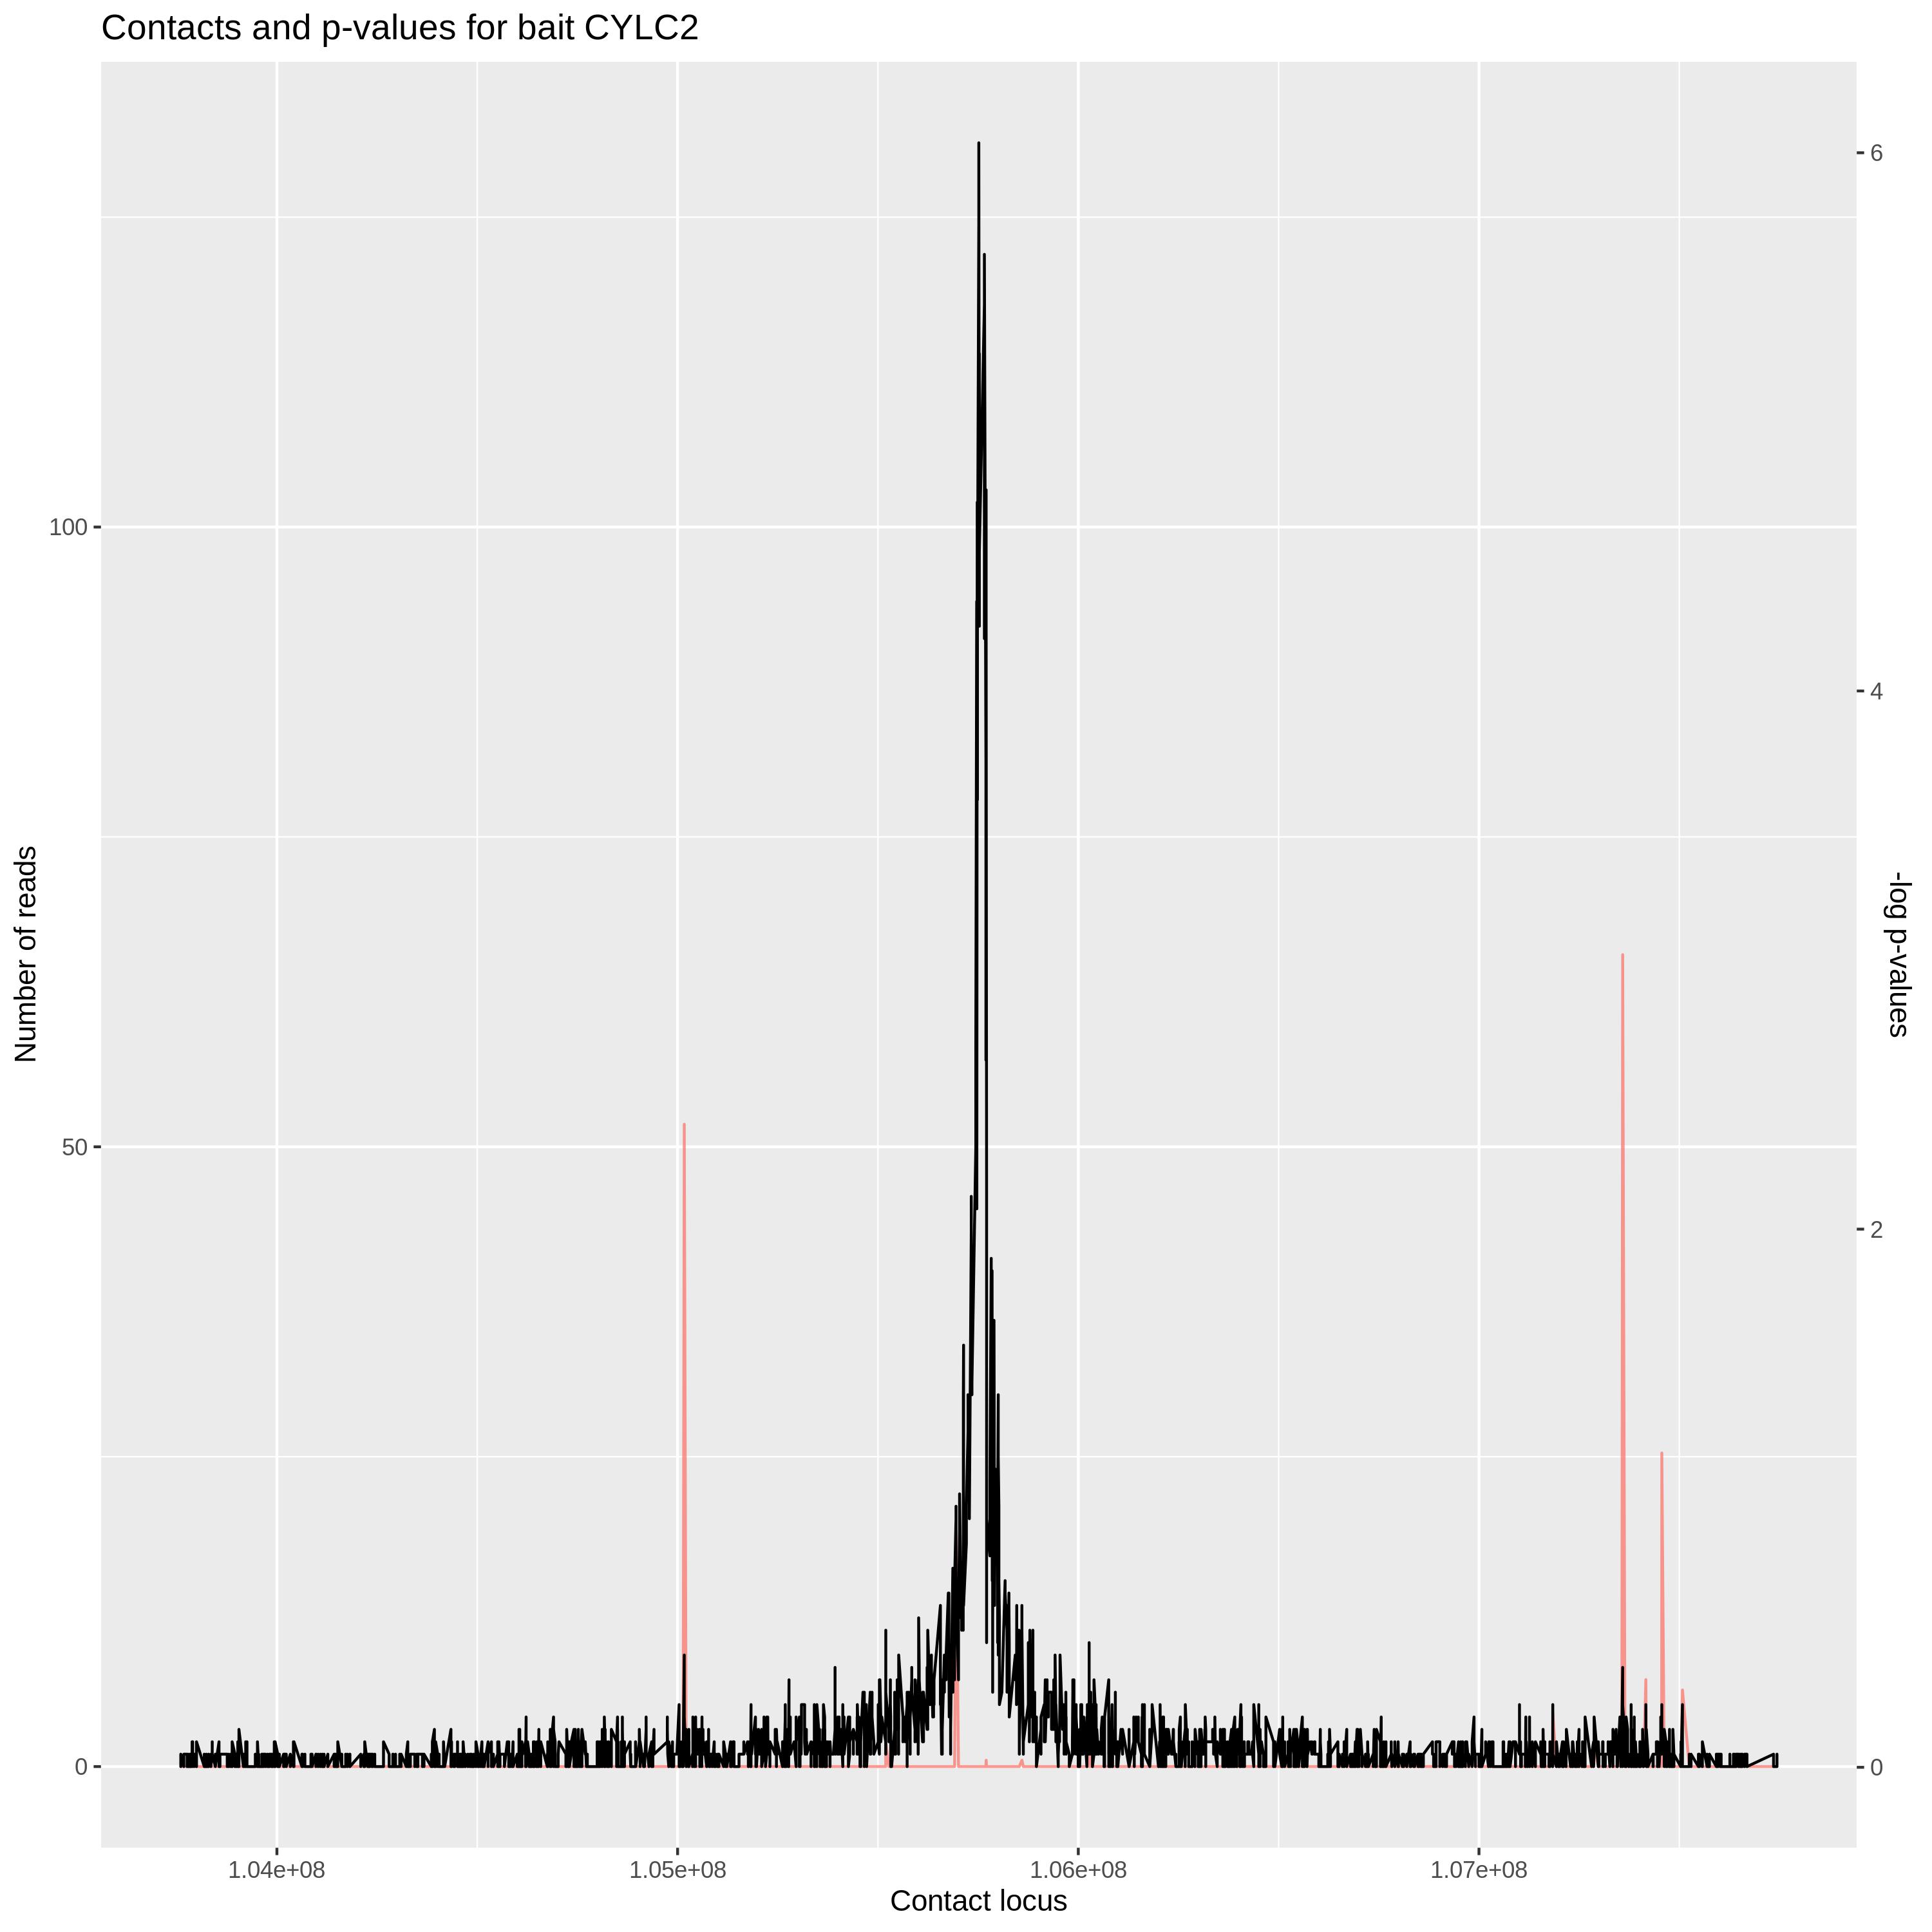 Contacts and p-values for bait CYLC2
Number of reads
100
50
0
6
4
2
0
-log p-values
1.04e+08
1.05e+08
1.06e+08
1.07e+08
Contact locus